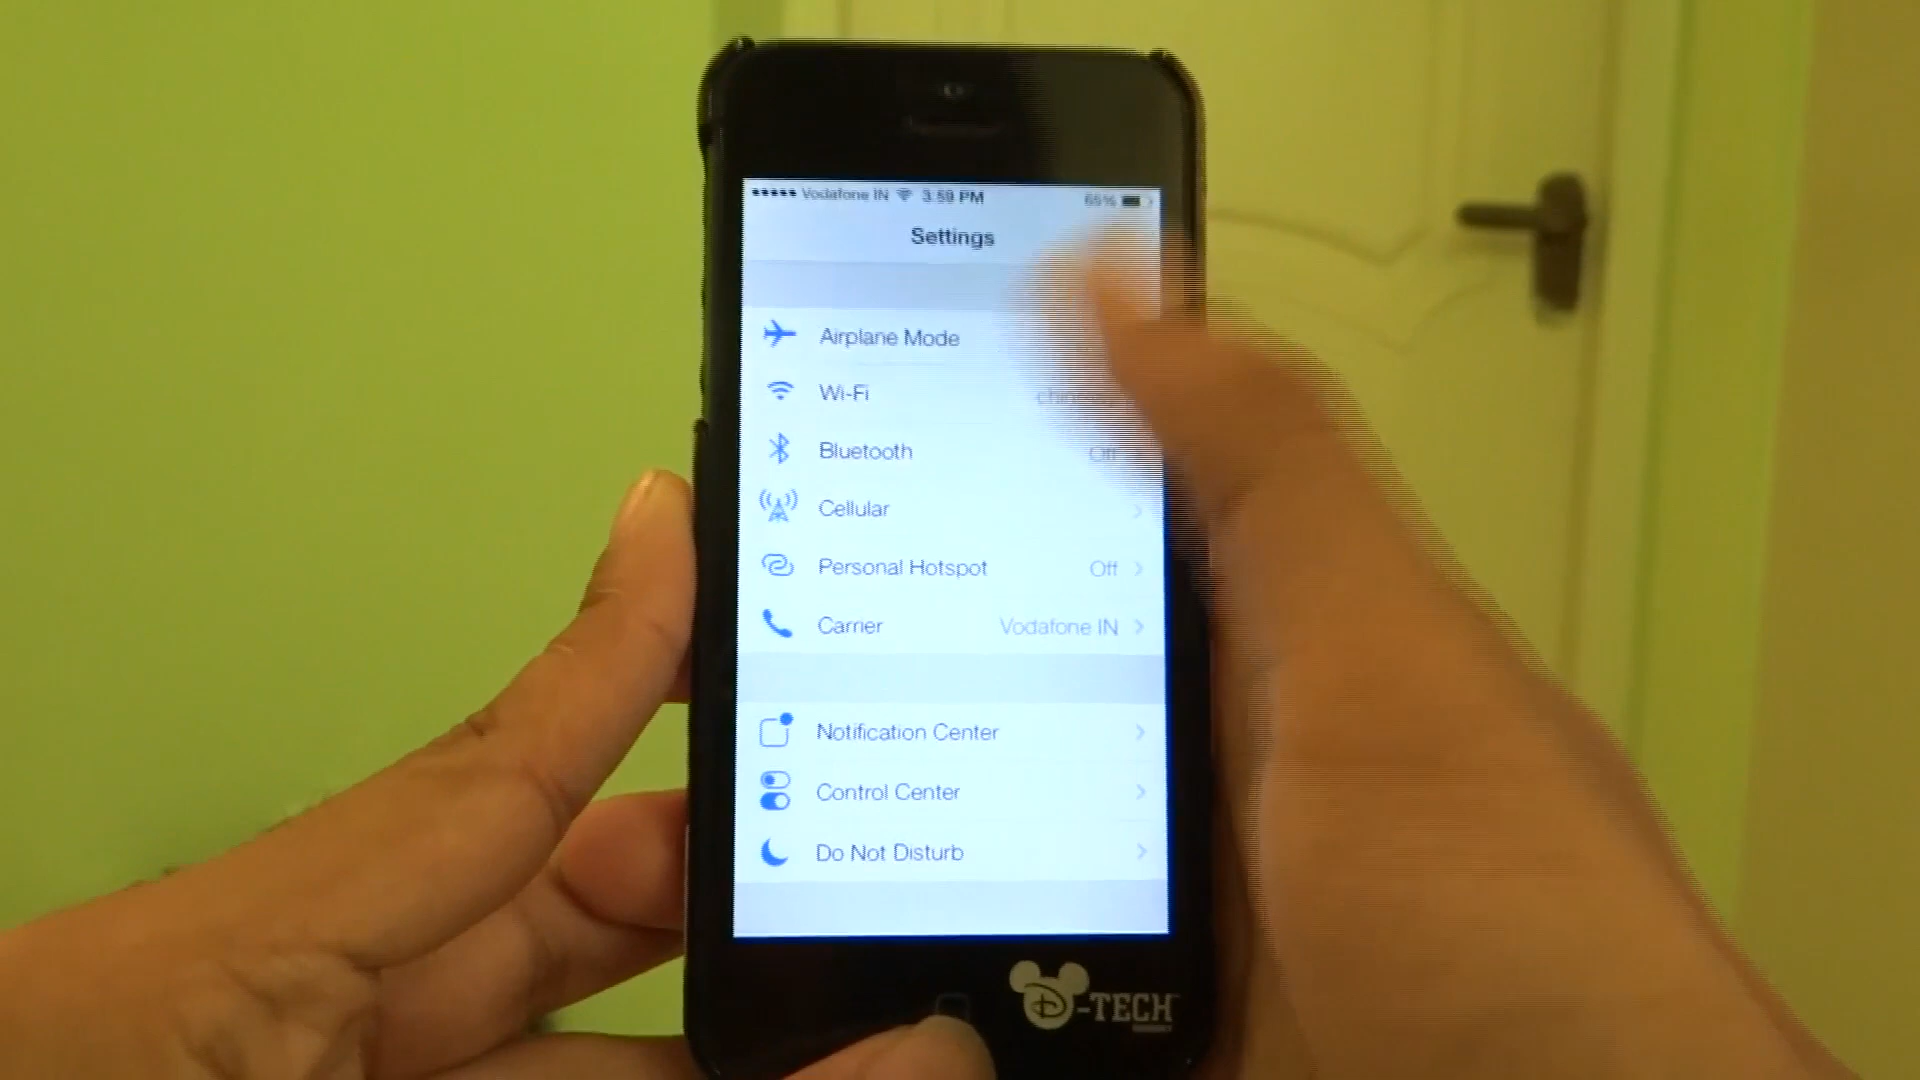 Vodafone IN 3:59 PM 65%
Settings
Airplane Mode
Wi-Fi
Bluetooth Off
Cellular
Personal Hotspot Off
Carrier Vodafone IN
Notification Center
Control Center
Do Not Disturb
D-TECH